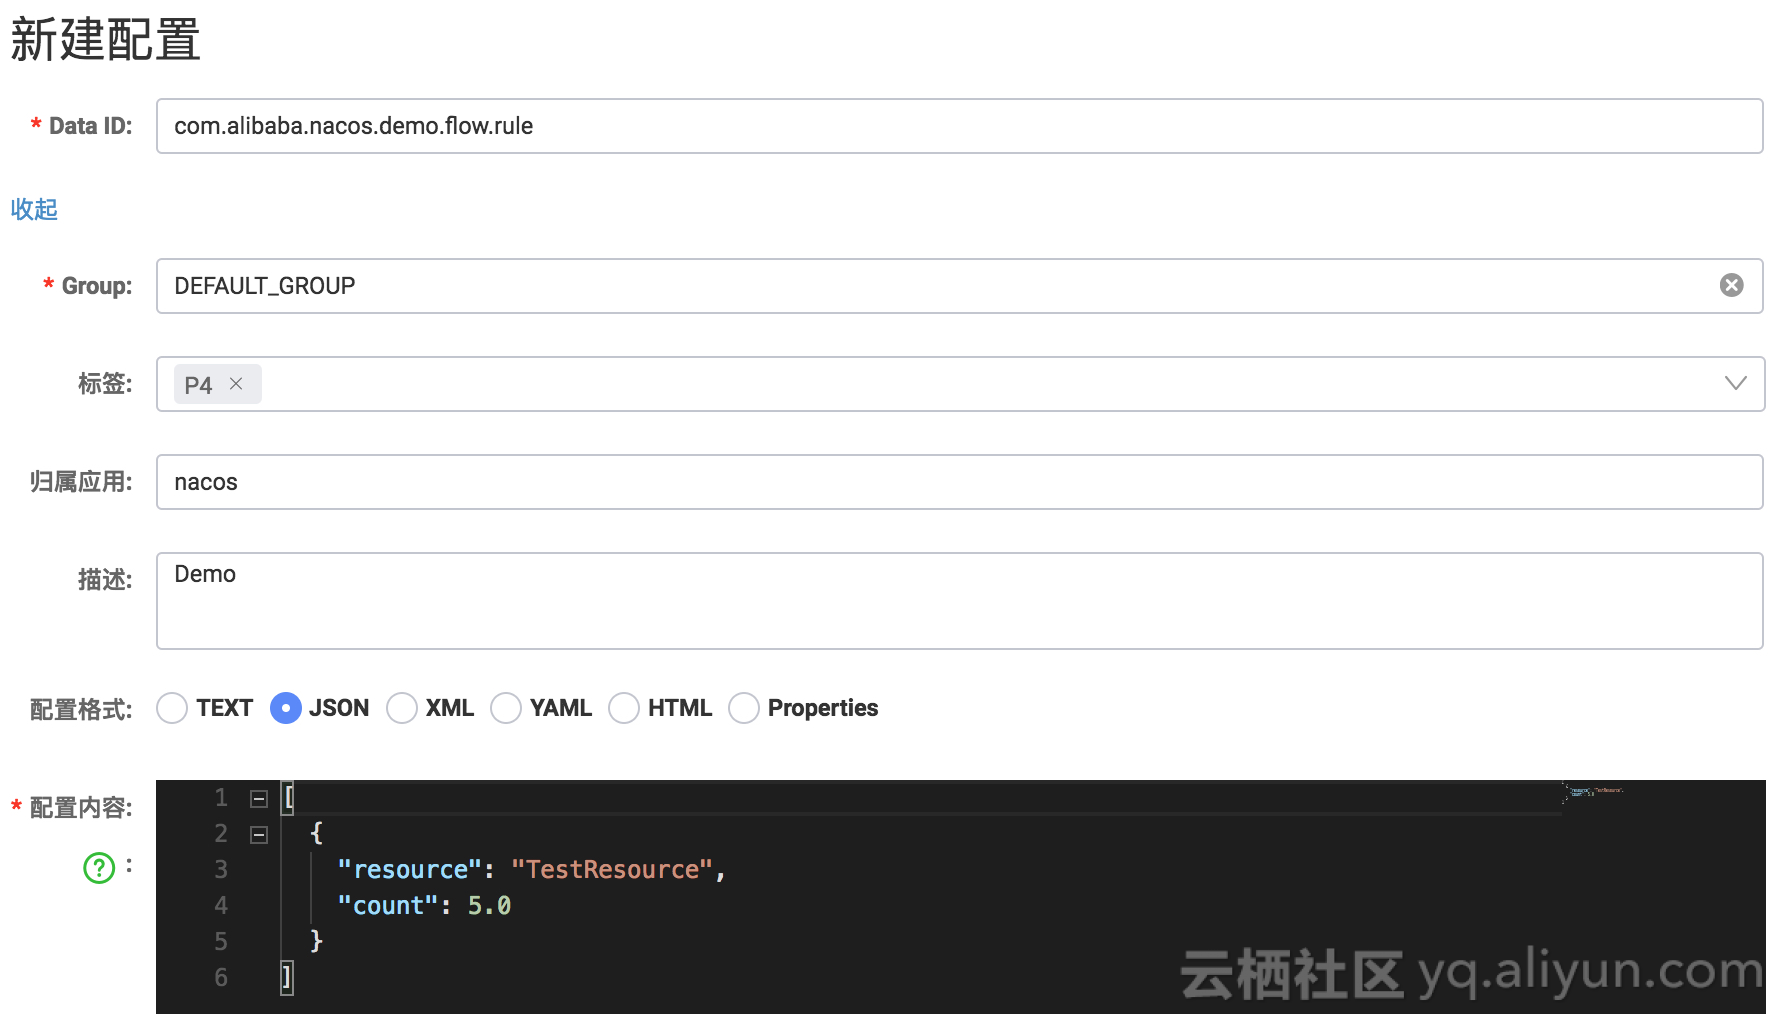 新建配置
* Data ID: com.alibaba.nacos.demo.flow.rule
收起
* Group: DEFAULT_GROUP
标签: P4
归属应用: nacos
描述: Demo
配置格式: TEXT JSON XML YAML HTML Properties
* 配置内容:
? :
1 [
2 {
3 "resource": "TestResource",
4 "count": 5.0
5 }
6 ]
云栖社区 yq.aliyun.com